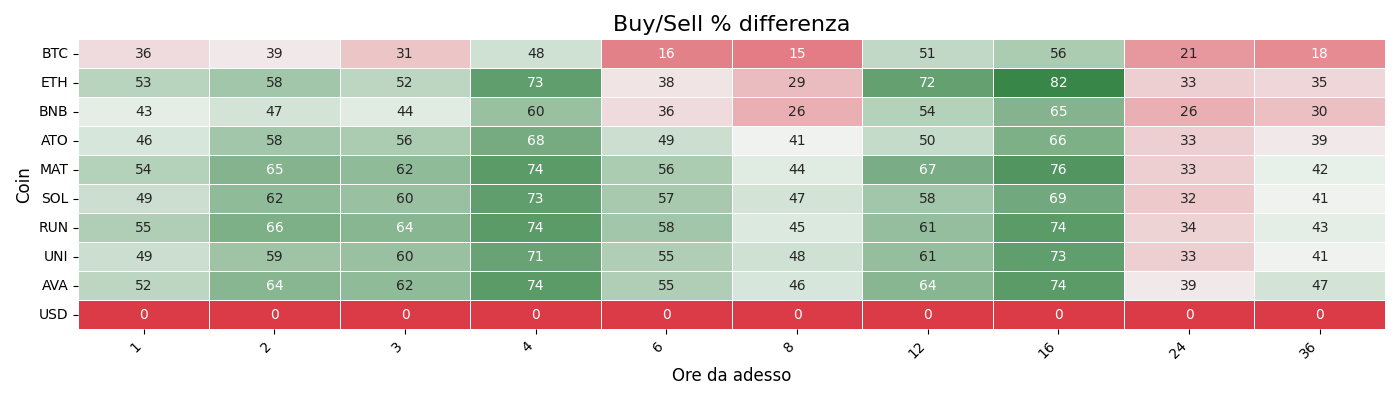 Buy/Sell % differenza
Coin
BTC 36 39 31 48 16 15 51 56 21 18
ETH 53 58 52 73 38 29 72 82 33 35
BNB 43 47 44 60 36 26 54 65 26 30
ATO 46 58 56 68 49 41 50 66 33 39
MAT 54 65 62 74 56 44 67 76 33 42
SOL 49 62 60 73 57 47 58 69 32 41
RUN 55 66 64 74 58 45 61 74 34 43
UNI 49 59 60 71 55 48 61 73 33 41
AVA 52 64 62 74 55 46 64 74 39 47
USD 0 0 0 0 0 0 0 0 0 0
1 2 3 4 6 8 12 16 24 36
Ore da adesso